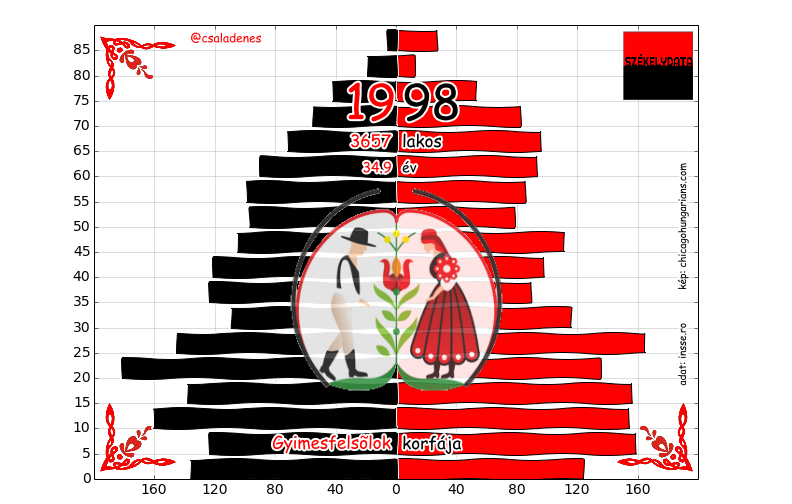 @csaladenes
SZÉKELYDATA
1998
3657 lakos
34.9 év
kép: chicagohungarians.com
adat: insse.ro
Gyimesfelsőlok korfája
85
80
75
70
65
60
55
50
45
40
35
30
25
20
15
10
5
0
160 120 80 40 0 40 80 120 160